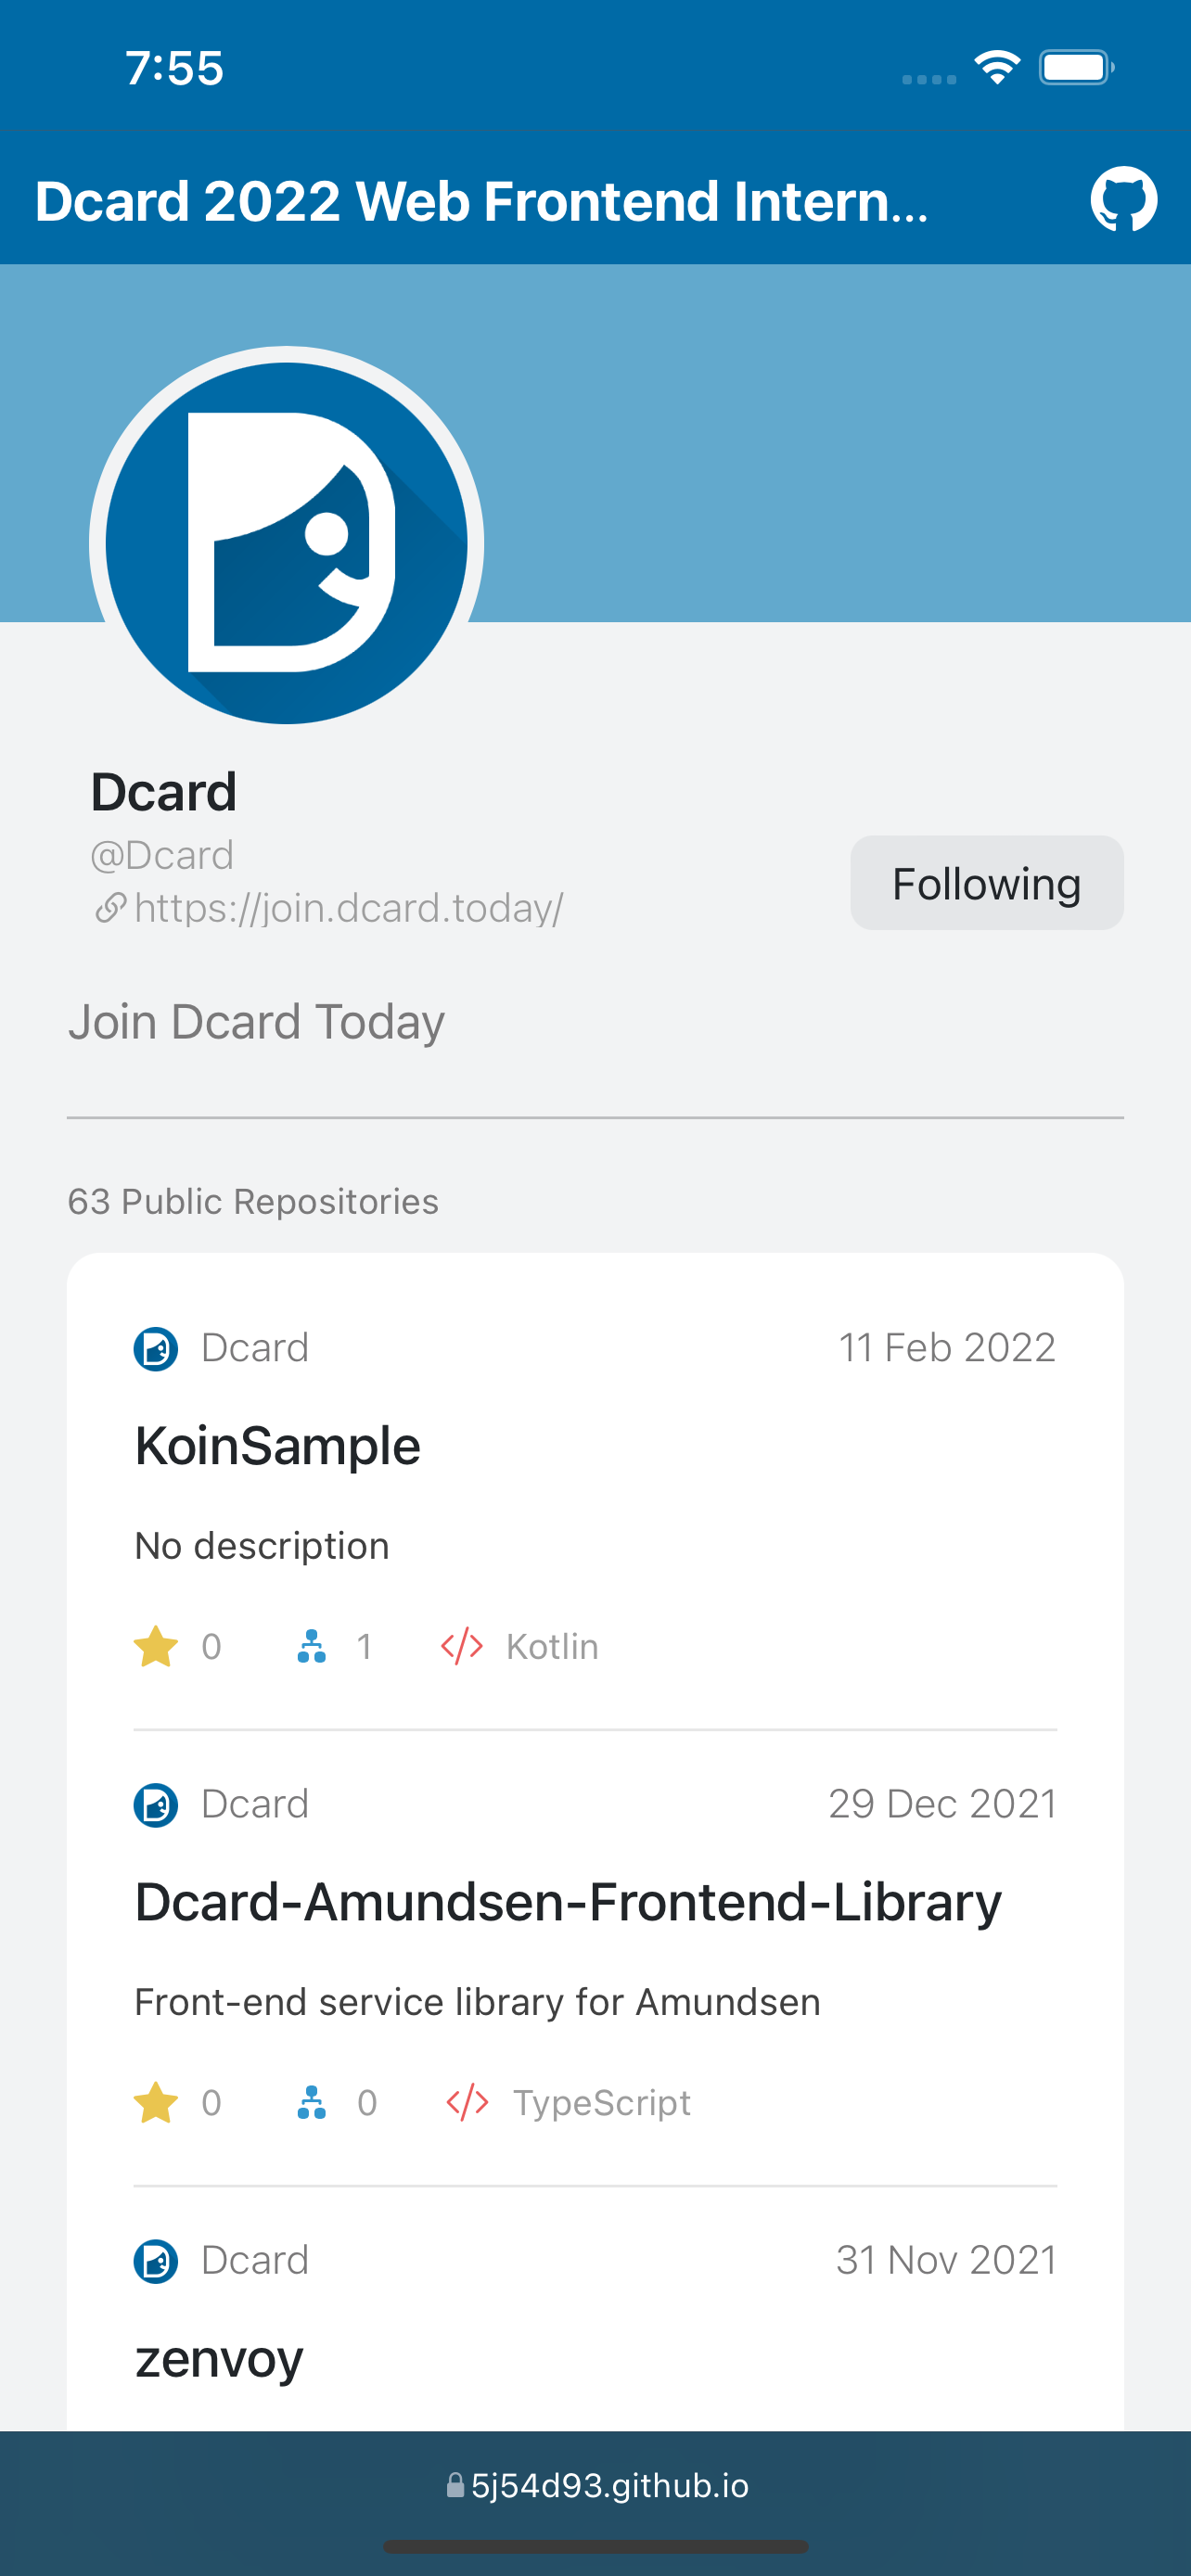 7:55
Dcard 2022 Web Frontend Intern...
Dcard
@Dcard
https://join.dcard.today/
Following
Join Dcard Today
63 Public Repositories
Dcard 11 Feb 2022
KoinSample
No description
0 1 </> Kotlin
Dcard 29 Dec 2021
Dcard-Amundsen-Frontend-Library
Front-end service library for Amundsen
0 0 </> TypeScript
Dcard 31 Nov 2021
zenvoy
5j54d93.github.io